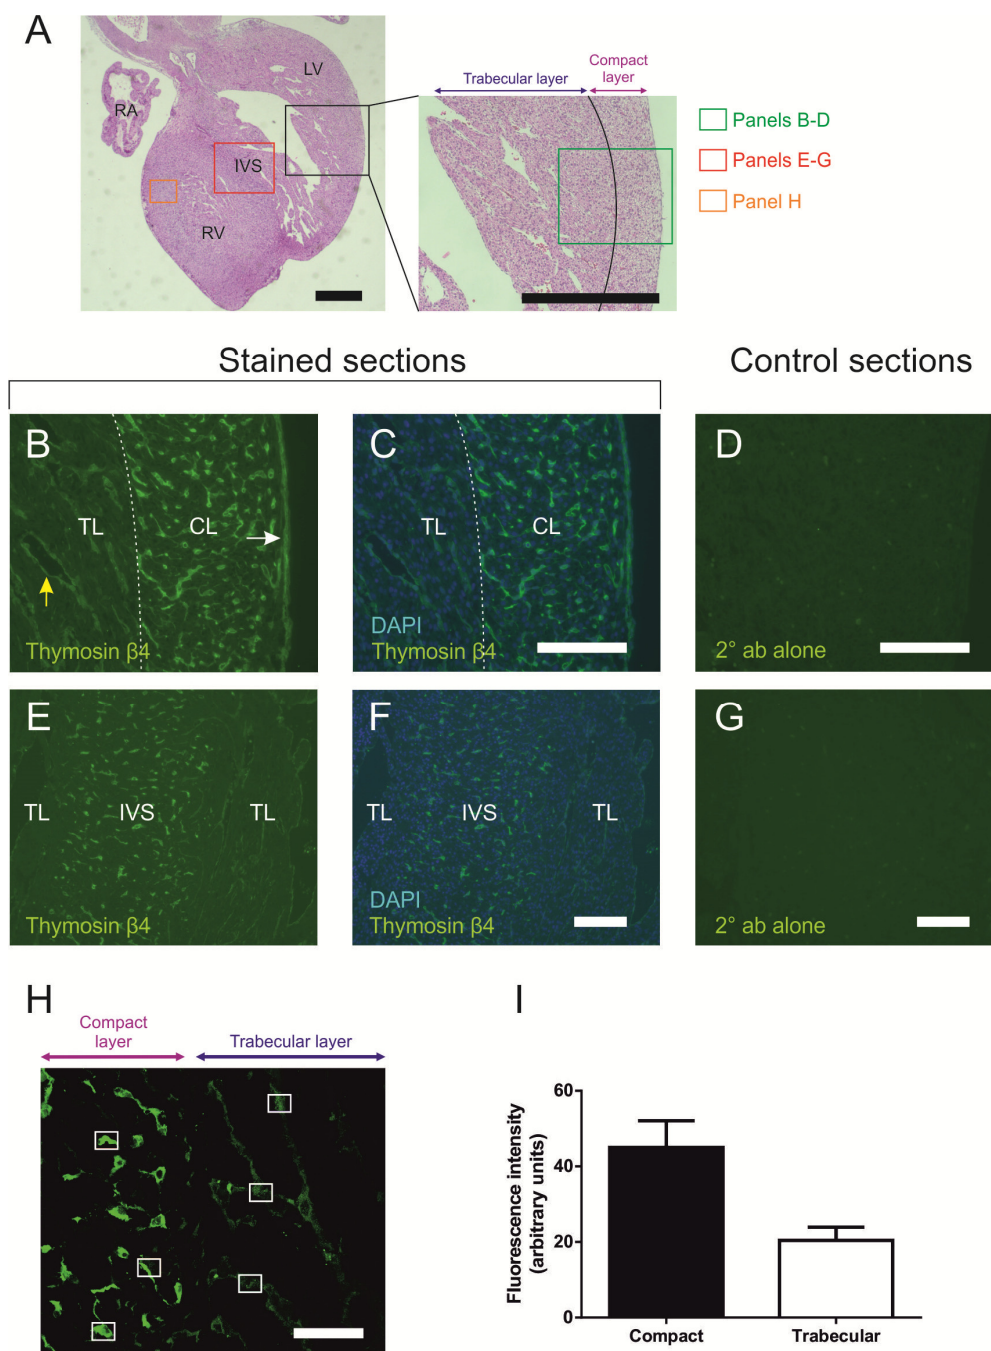 A
LV
RA
IVS
RV
Trabecular layer
Compact
layer
Panels B-D
Panels E-G
Panel H
Stained sections
Control sections
B
TL
CL
Thymosin β4
C
TL
CL
DAPI
Thymosin β4
D
2° ab alone
E
TL
IVS
TL
Thymosin β4
F
TL
IVS
TL
DAPI
Thymosin β4
G
2° ab alone
H
Compact
layer
Trabecular layer
I
Fluorescence intensity
(arbitrary units)
60
40
20
0
Compact
Trabecular